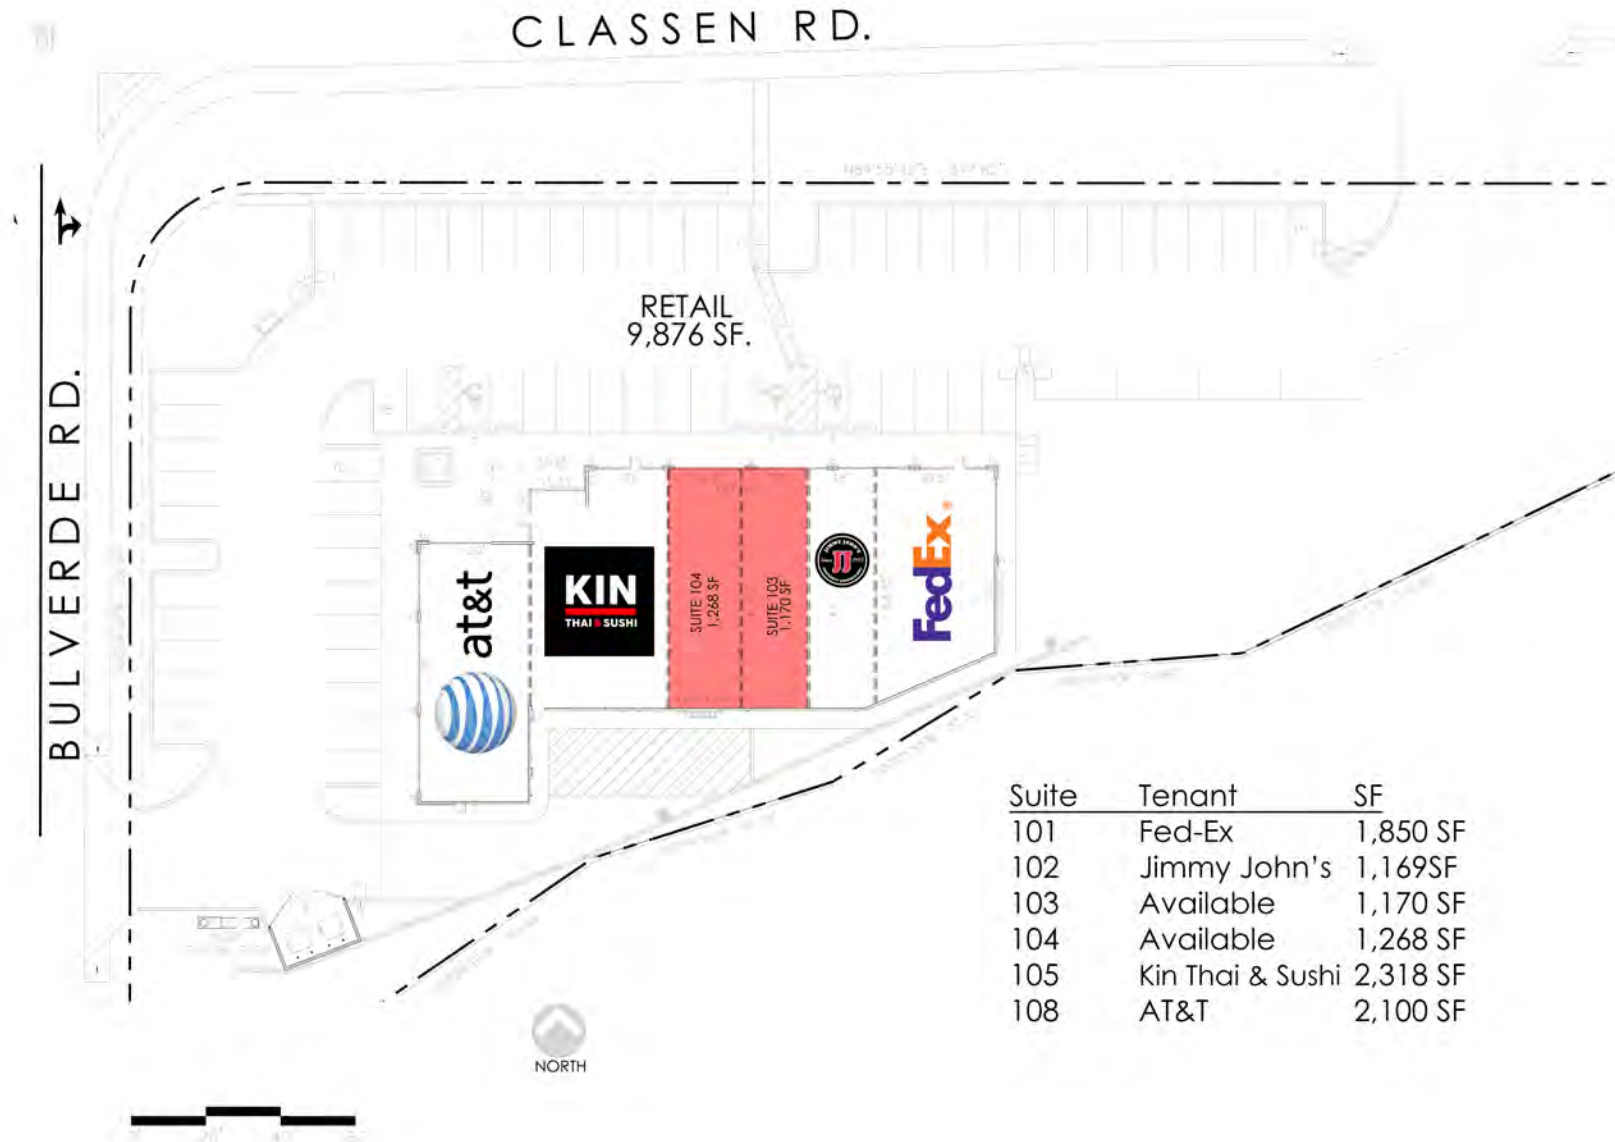 CLASSEN RD.
BULVERDE RD.
RETAIL
9,876 SF.
at&t
KIN
THAI SUSHI
SUITE 104
1,268 SF
SUITE 103
1,170 SF
JIMMY JOHN'S
JJ
FedEx®
Suite Tenant SF
101 Fed-Ex 1,850 SF
102 Jimmy John's 1,169SF
103 Available 1,170 SF
104 Available 1,268 SF
105 Kin Thai & Sushi 2,318 SF
108 AT&T 2,100 SF
NORTH